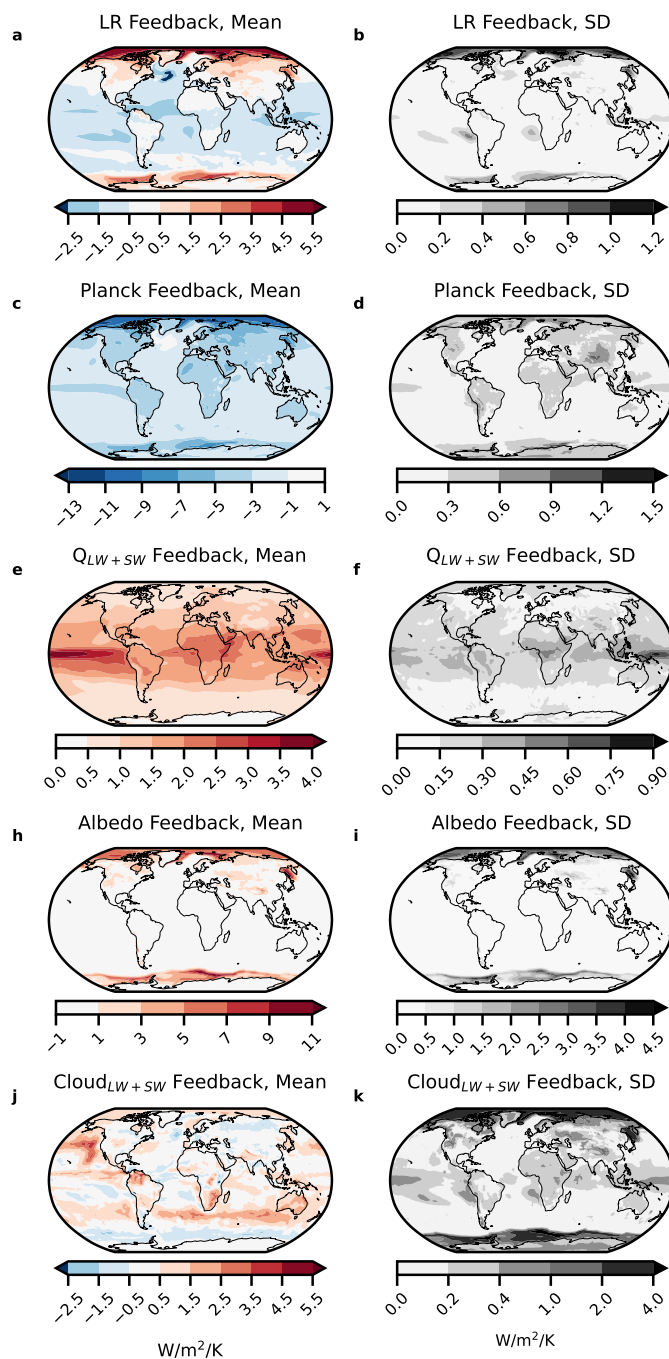 LR Feedback, Mean
LR Feedback, SD
a
b
−2.5 −1.5 −0.5 0.5 1.5 2.5 3.5 4.5 5.5
0.0 0.2 0.4 0.6 0.8 1.0 1.2
Planck Feedback, Mean
Planck Feedback, SD
c
d
−13 −11 −9 −7 −5 −3 −1 1
0.0 0.3 0.6 0.9 1.2 1.5
Q_{LW+SW} Feedback, Mean
Q_{LW+SW} Feedback, SD
e
f
0.0 0.5 1.0 1.5 2.0 2.5 3.0 3.5 4.0
0.00 0.15 0.30 0.45 0.60 0.75 0.90
Albedo Feedback, Mean
Albedo Feedback, SD
h
i
−1 1 3 5 7 9 11
0.0 0.5 1.0 1.5 2.0 2.5 3.0 3.5 4.0 4.5
Cloud_{LW+SW} Feedback, Mean
Cloud_{LW+SW} Feedback, SD
j
k
−2.5 −1.5 −0.5 0.5 1.5 2.5 3.5 4.5 5.5
0.0 0.2 0.4 1.0 2.0 4.0
W/m²/K
W/m²/K